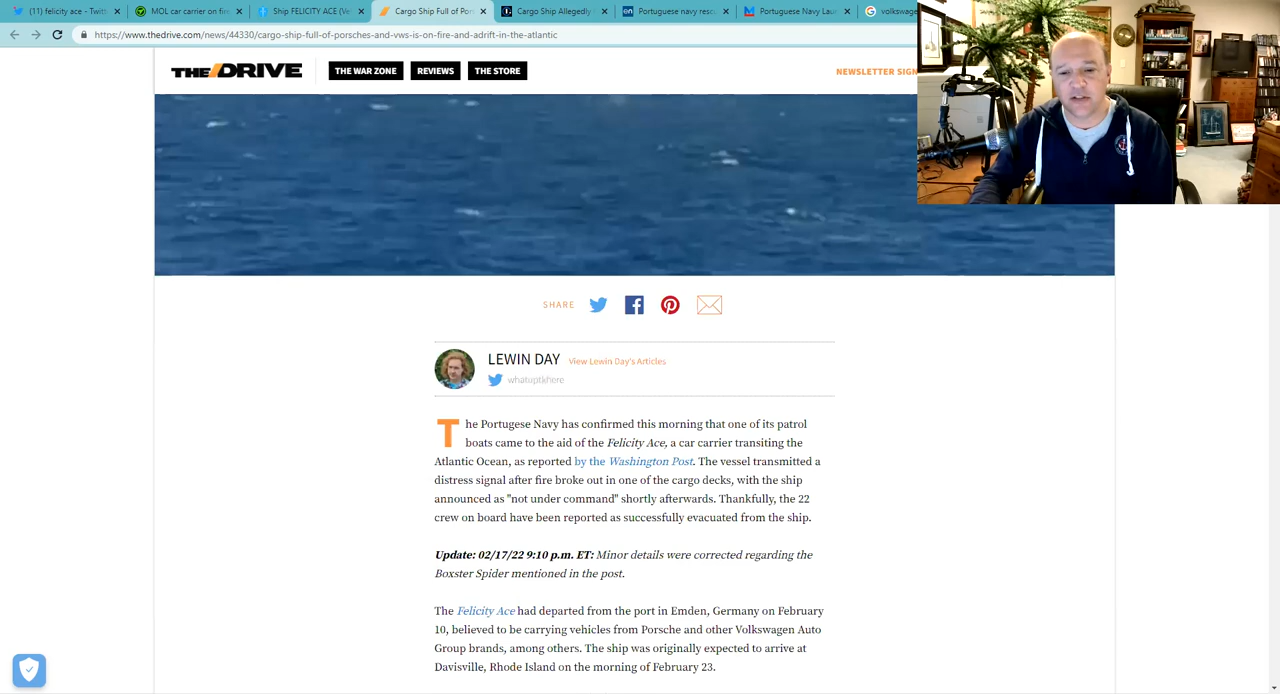 (11) felicity ace - Twitt
MOL car carrier on fire
Ship FELICITY ACE (Ve
Cargo Ship Full of Por
Cargo Ship Allegedly
Portuguese navy resc
Portuguese Navy Laun
volkswage
https://www.thedrive.com/news/44330/cargo-ship-full-of-porsches-and-vws-is-on-fire-and-adrift-in-the-atlantic
THE/DRIVE
THE WAR ZONE
REVIEWS
THE STORE
NEWSLETTER SIGN
SHARE
LEWIN DAY View Lewin Day's Articles
The Portugese Navy has confirmed this morning that one of its patrol
boats came to the aid of the Felicity Ace, a car carrier transiting the
Atlantic Ocean, as reported by the Washington Post. The vessel transmitted a
distress signal after fire broke out in one of the cargo decks, with the ship
announced as "not under command" shortly afterwards. Thankfully, the 22
crew on board have been reported as successfully evacuated from the ship.
Update: 02/17/22 9:10 p.m. ET: Minor details were corrected regarding the
Boxster Spider mentioned in the post.
The Felicity Ace had departed from the port in Emden, Germany on February
10, believed to be carrying vehicles from Porsche and other Volkswagen Auto
Group brands, among others. The ship was originally expected to arrive at
Davisville, Rhode Island on the morning of February 23.